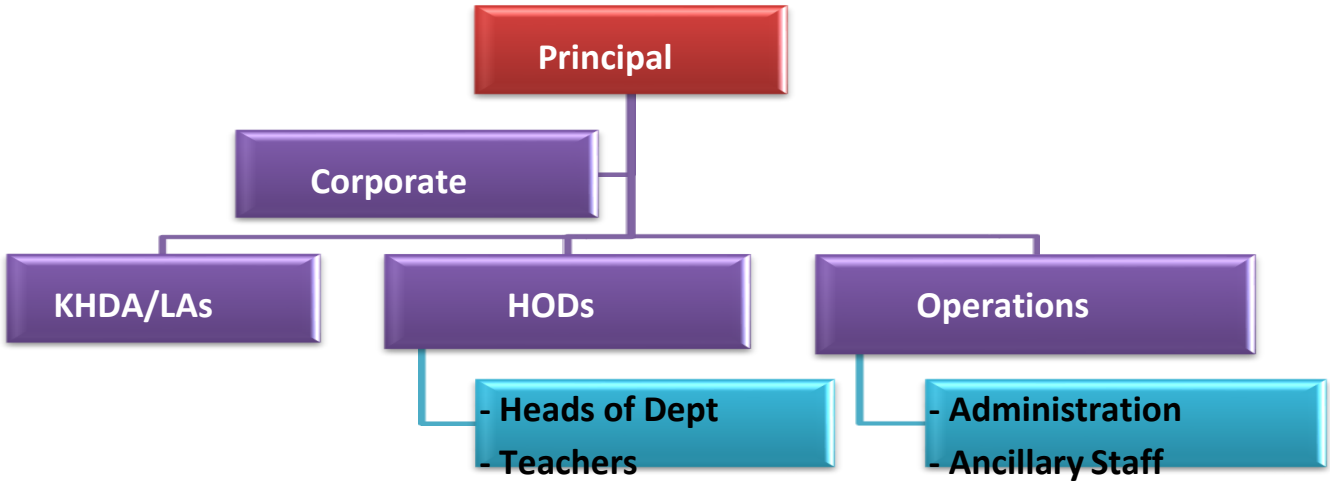 Principal
Corporate
KHDA/LAs
HODs
Operations
- Heads of Dept
- Teachers
- Administration
- Ancillary Staff